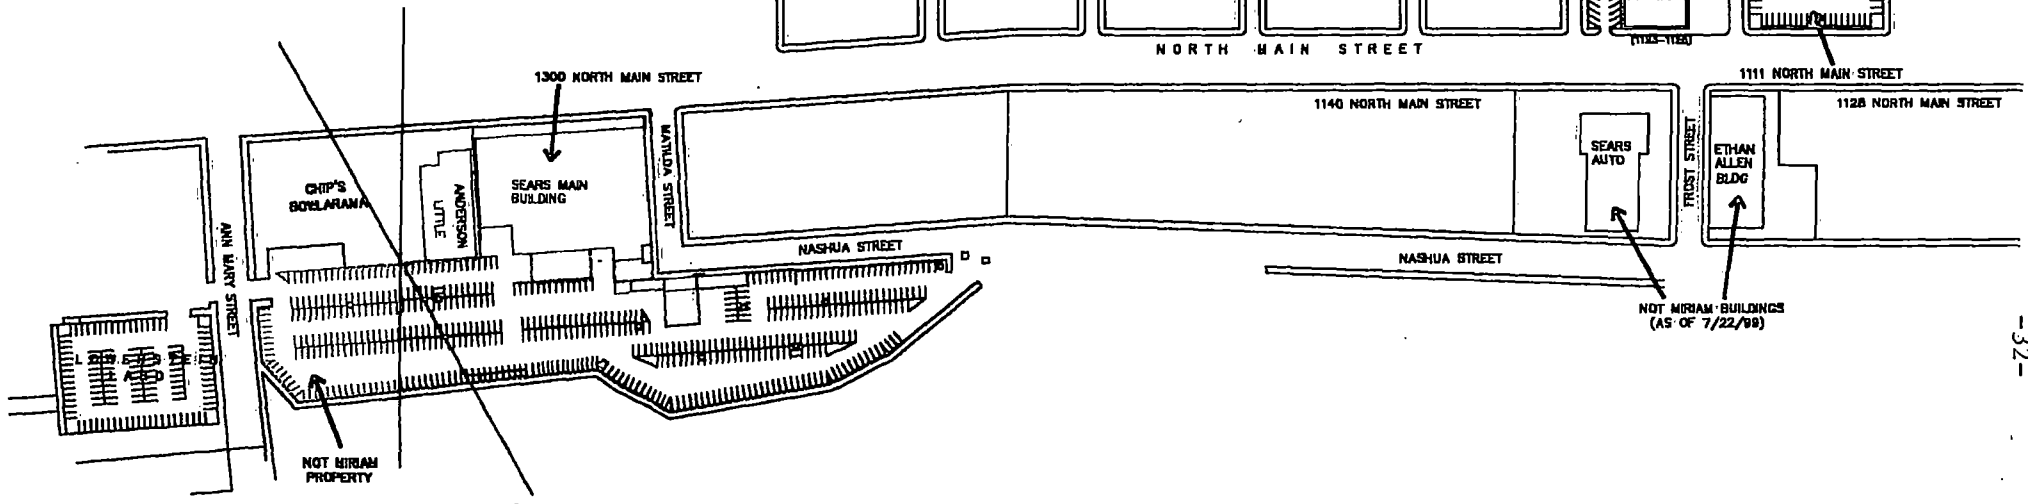 NORTH MAIN STREET
1300 NORTH MAIN STREET
1111 NORTH MAIN STREET
1140 NORTH MAIN STREET
1128 NORTH MAIN STREET
MATILDA STREET
FROST STREET
SEARS
AUTO
ETHAN
ALLEN
BLDG
CHIP'S
BOWLARAMA
ANDERSON
LITTLE
SEARS MAIN
BUILDING
ANN MARY STREET
NASHUA STREET
NASHUA STREET
NOT MIRIAM BUILDINGS
(AS OF 7/22/99)
-32-
NOT MIRIAM
PROPERTY